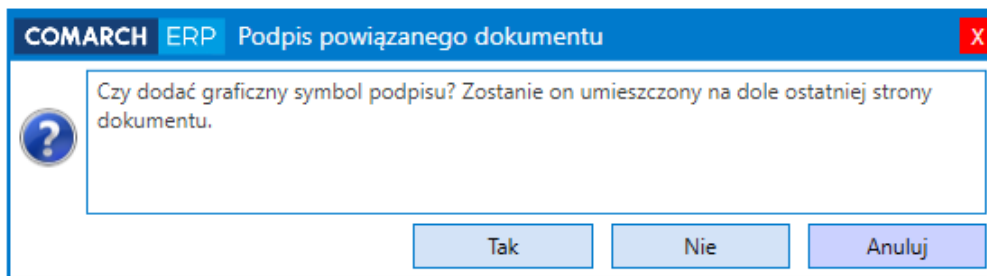 COMARCH ERP Podpis powiązanego dokumentu X
Czy dodać graficzny symbol podpisu? Zostanie on umieszczony na dole ostatniej strony
dokumentu.
?
Tak Nie Anuluj